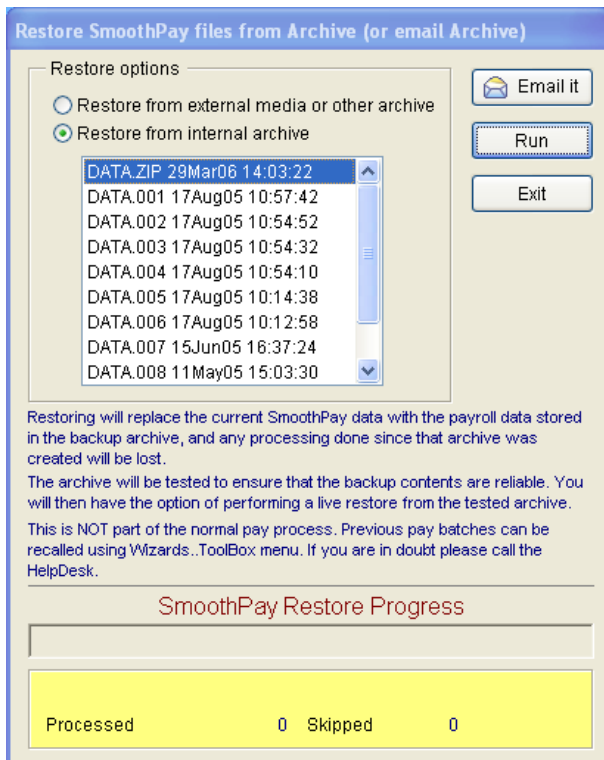 Restore SmoothPay files from Archive (or email Archive)
Restore options
Restore from external media or other archive
Restore from internal archive
DATA.ZIP 29Mar06 14:03:22
DATA.001 17Aug05 10:57:42
DATA.002 17Aug05 10:54:52
DATA.003 17Aug05 10:54:32
DATA.004 17Aug05 10:54:10
DATA.005 17Aug05 10:14:38
DATA.006 17Aug05 10:12:58
DATA.007 15Jun05 16:37:24
DATA.008 11May05 15:03:30
Email it
Run
Exit
Restoring will replace the current SmoothPay data with the payroll data stored
in the backup archive, and any processing done since that archive was
created will be lost.
The archive will be tested to ensure that the backup contents are reliable. You
will then have the option of performing a live restore from the tested archive.
This is NOT part of the normal pay process. Previous pay batches can be
recalled using Wizards..ToolBox menu. If you are in doubt please call the
HelpDesk.
SmoothPay Restore Progress
Processed 0 Skipped 0